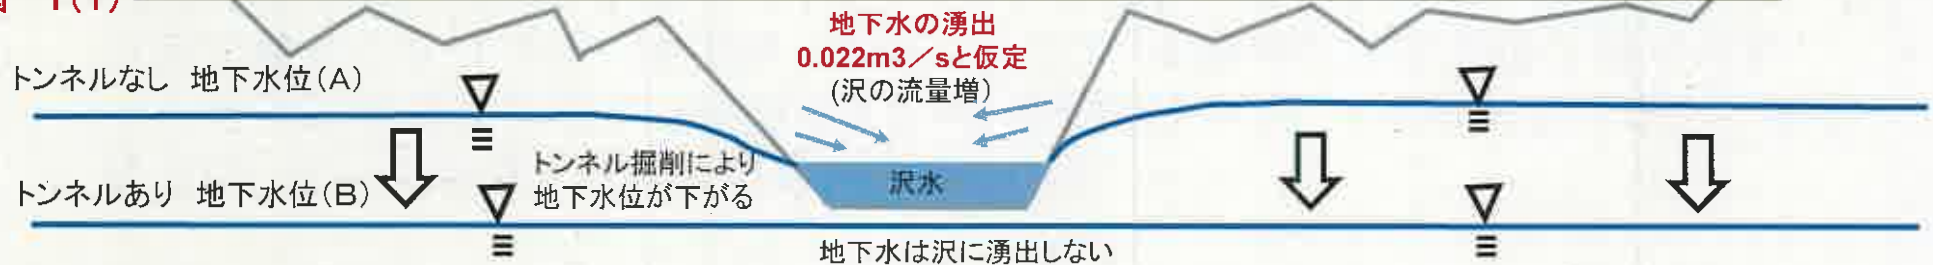 1(1)
地下水の湧出
0.022m3/sと仮定
(沢の流量増)
トンネルなし 地下水位(A)
トンネル掘削により
地下水位が下がる
沢水
トンネルあり 地下水位(B)
地下水は沢に湧出しない